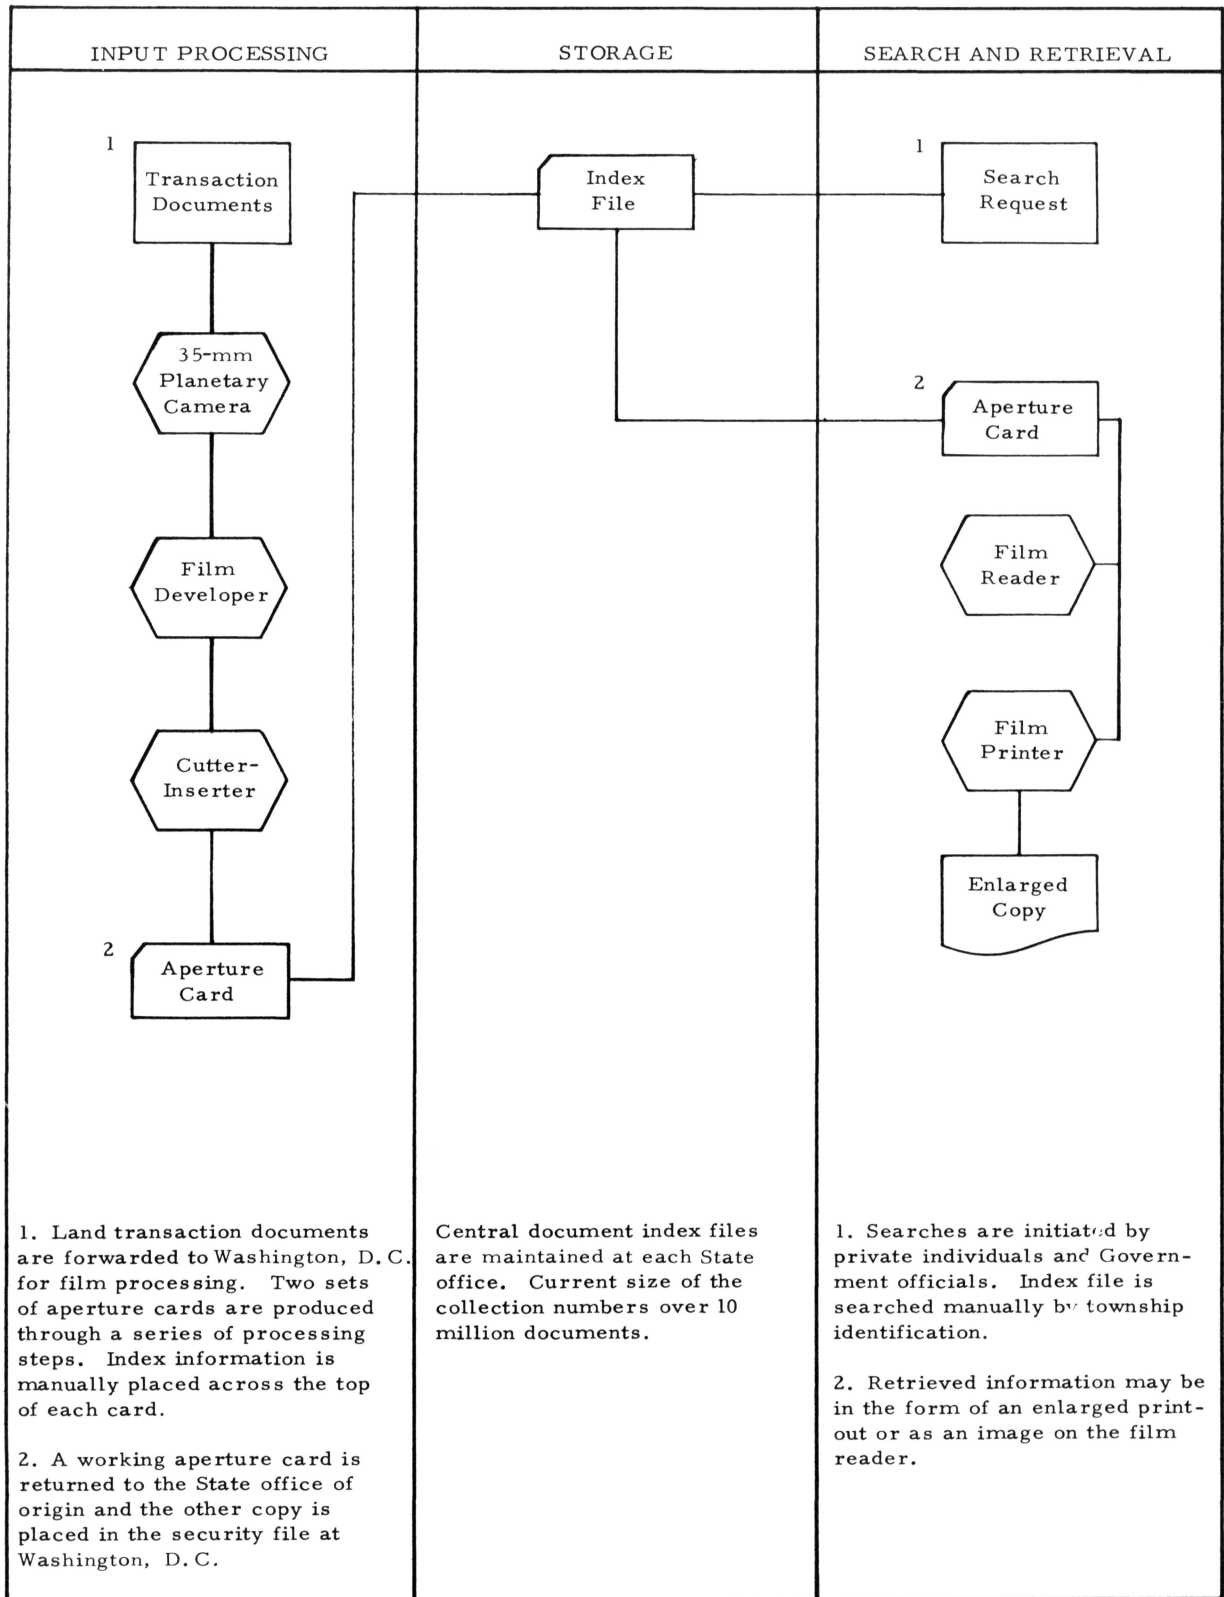 INPUT PROCESSING
STORAGE
SEARCH AND RETRIEVAL
1
Transaction
Documents
35-mm
Planetary
Camera
Film
Developer
Cutter-
Inserter
2
Aperture
Card
Index
File
1
Search
Request
2
Aperture
Card
Film
Reader
Film
Printer
Enlarged
Copy
1. Land transaction documents
are forwarded to Washington, D.C.
for film processing. Two sets
of aperture cards are produced
through a series of processing
steps. Index information is
manually placed across the top
of each card.
2. A working aperture card is
returned to the State office of
origin and the other copy is
placed in the security file at
Washington, D.C.
Central document index files
are maintained at each State
office. Current size of the
collection numbers over 10
million documents.
1. Searches are initiated by
private individuals and Govern-
ment officials. Index file is
searched manually by township
identification.
2. Retrieved information may be
in the form of an enlarged print-
out or as an image on the film
reader.